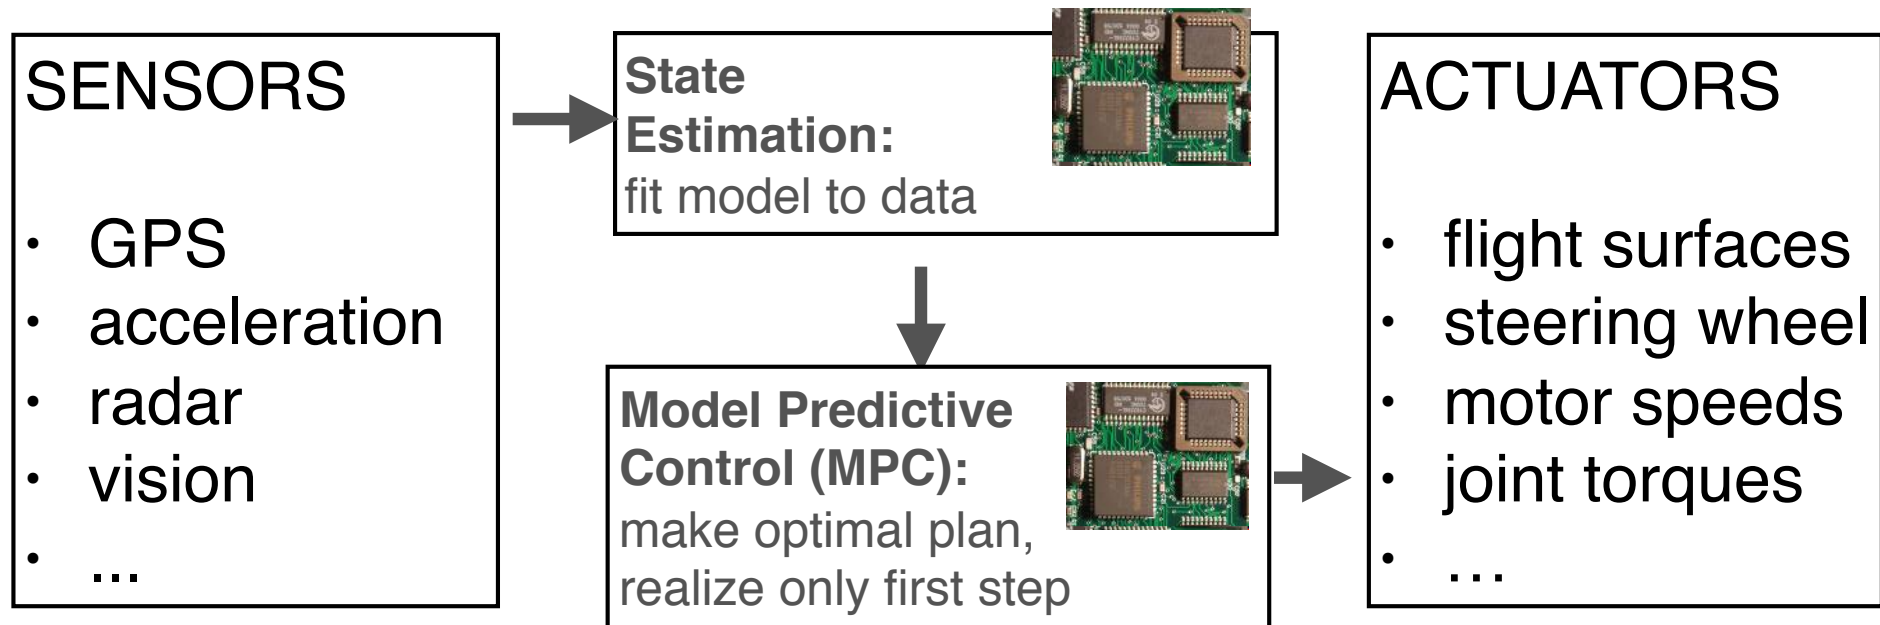 SENSORS
· GPS
· acceleration
· radar
· vision
· ...
State
Estimation:
fit model to data
Model Predictive
Control (MPC):
make optimal plan,
realize only first step
ACTUATORS
· flight surfaces
· steering wheel
· motor speeds
· joint torques
· …